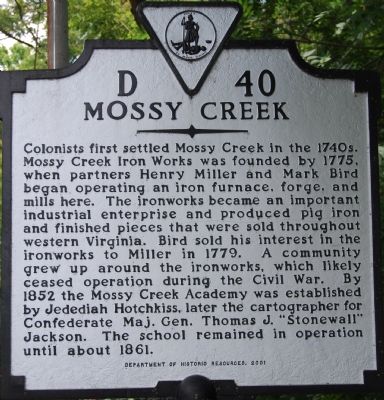 D 40
MOSSY CREEK
Colonists first settled Mossy Creek in the 1740s.
Mossy Creek Iron Works was founded by 1775,
when partners Henry Miller and Mark Bird
began operating an iron furnace, forge, and
mills here. The ironworks became an important
industrial enterprise and produced pig iron
and finished pieces that were sold throughout
western Virginia. Bird sold his interest in the
ironworks to Miller in 1779. A community
grew up around the ironworks, which likely
ceased operation during the Civil War. By
1852 the Mossy Creek Academy was established
by Jedediah Hotchkiss, later the cartographer for
Confederate Maj. Gen. Thomas J. "Stonewall"
Jackson. The school remained in operation
until about 1861.
DEPARTMENT OF HISTORIC RESOURCES, 2001